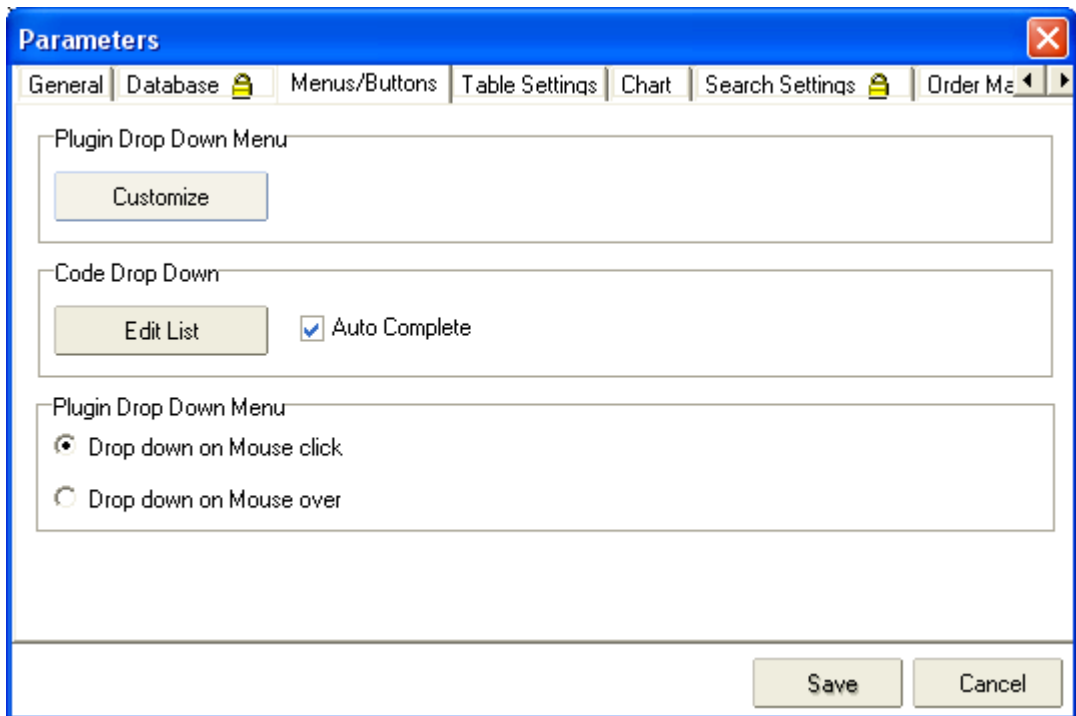 Parameters
General Database Menus/Buttons Table Settings Chart Search Settings Order Ma
Plugin Drop Down Menu
Customize
Code Drop Down
Edit List Auto Complete
Plugin Drop Down Menu
Drop down on Mouse click
Drop down on Mouse over
Save Cancel